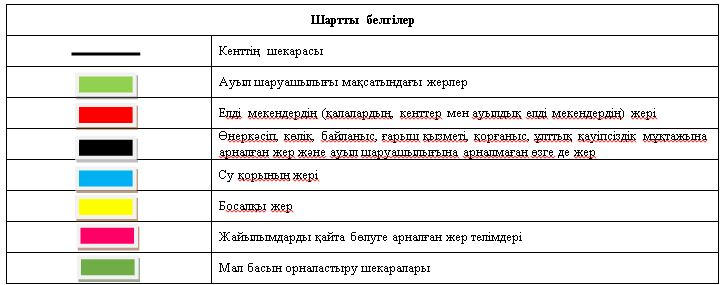 Шартты белгілер
Кенттің шекарасы
Ауыл шаруашылығы мақсатындағы жерлер
Елді мекендердің (қалалардың, кенттер мен ауылдық елді мекендердің) жері
Өнеркәсіп, көлік, байланыс, ғарыш қызметі, қорғаныс, ұлттық қауіпсіздік мұқтажына
арналған жер және ауыл шаруашылығына арналмаған өзге де жер
Су қорының жері
Босалқы жер
Жайылымдарды қайта бөлуге арналған жер телімдері
Мал басын орналастыру шекаралары